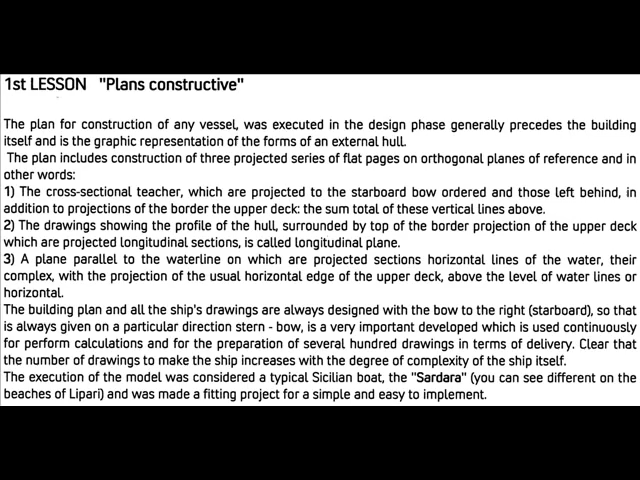 1st LESSON "Plans constructive"
The plan for construction of any vessel, was executed in the design phase generally precedes the building
itself and is the graphic representation of the forms of an external hull.
The plan includes construction of three projected series of flat pages on orthogonal planes of reference and in
other words:
1) The cross-sectional teacher, which are projected to the starboard bow ordered and those left behind, in
addition to projections of the border the upper deck: the sum total of these vertical lines above.
2) The drawings showing the profile of the hull, surrounded by top of the border projection of the upper deck
which are projected longitudinal sections, is called longitudinal plane.
3) A plane parallel to the waterline on which are projected sections horizontal lines of the water, their
complex, with the projection of the usual horizontal edge of the upper deck, above the level of water lines or
horizontal.
The building plan and all the ship's drawings are always designed with the bow to the right (starboard), so that
is always given on a particular direction stern - bow, is a very important developed which is used continuously
for perform calculations and for the preparation of several hundred drawings in terms of delivery. Clear that
the number of drawings to make the ship increases with the degree of complexity of the ship itself.
The execution of the model was considered a typical Sicilian boat, the "Sardara" (you can see different on the
beaches of Lipari) and was made a fitting project for a simple and easy to implement.